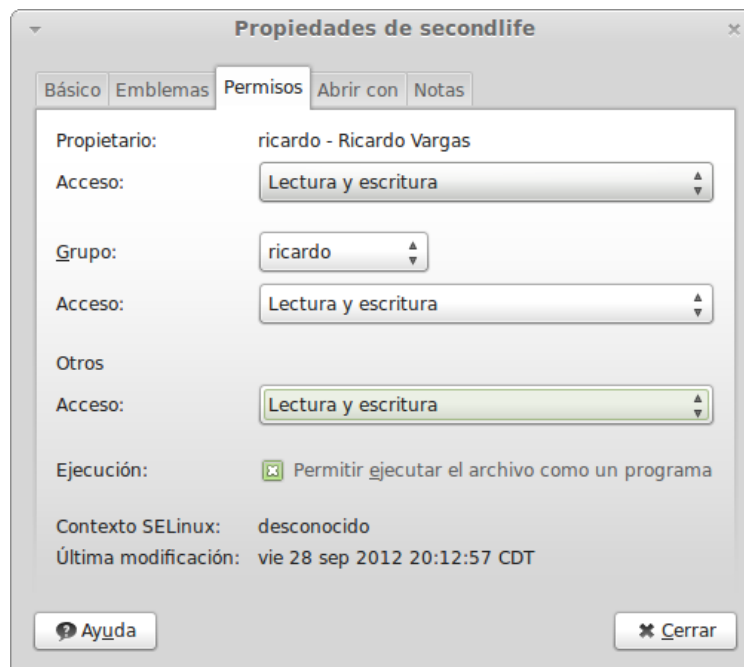 Propiedades de secondlife
Básico Emblemas Permisos Abrir con Notas
Propietario: ricardo - Ricardo Vargas
Acceso: Lectura y escritura
Grupo: ricardo
Acceso: Lectura y escritura
Otros
Acceso: Lectura y escritura
Ejecución: Permitir ejecutar el archivo como un programa
Contexto SELinux: desconocido
Última modificación: vie 28 sep 2012 20:12:57 CDT
Ayuda Cerrar